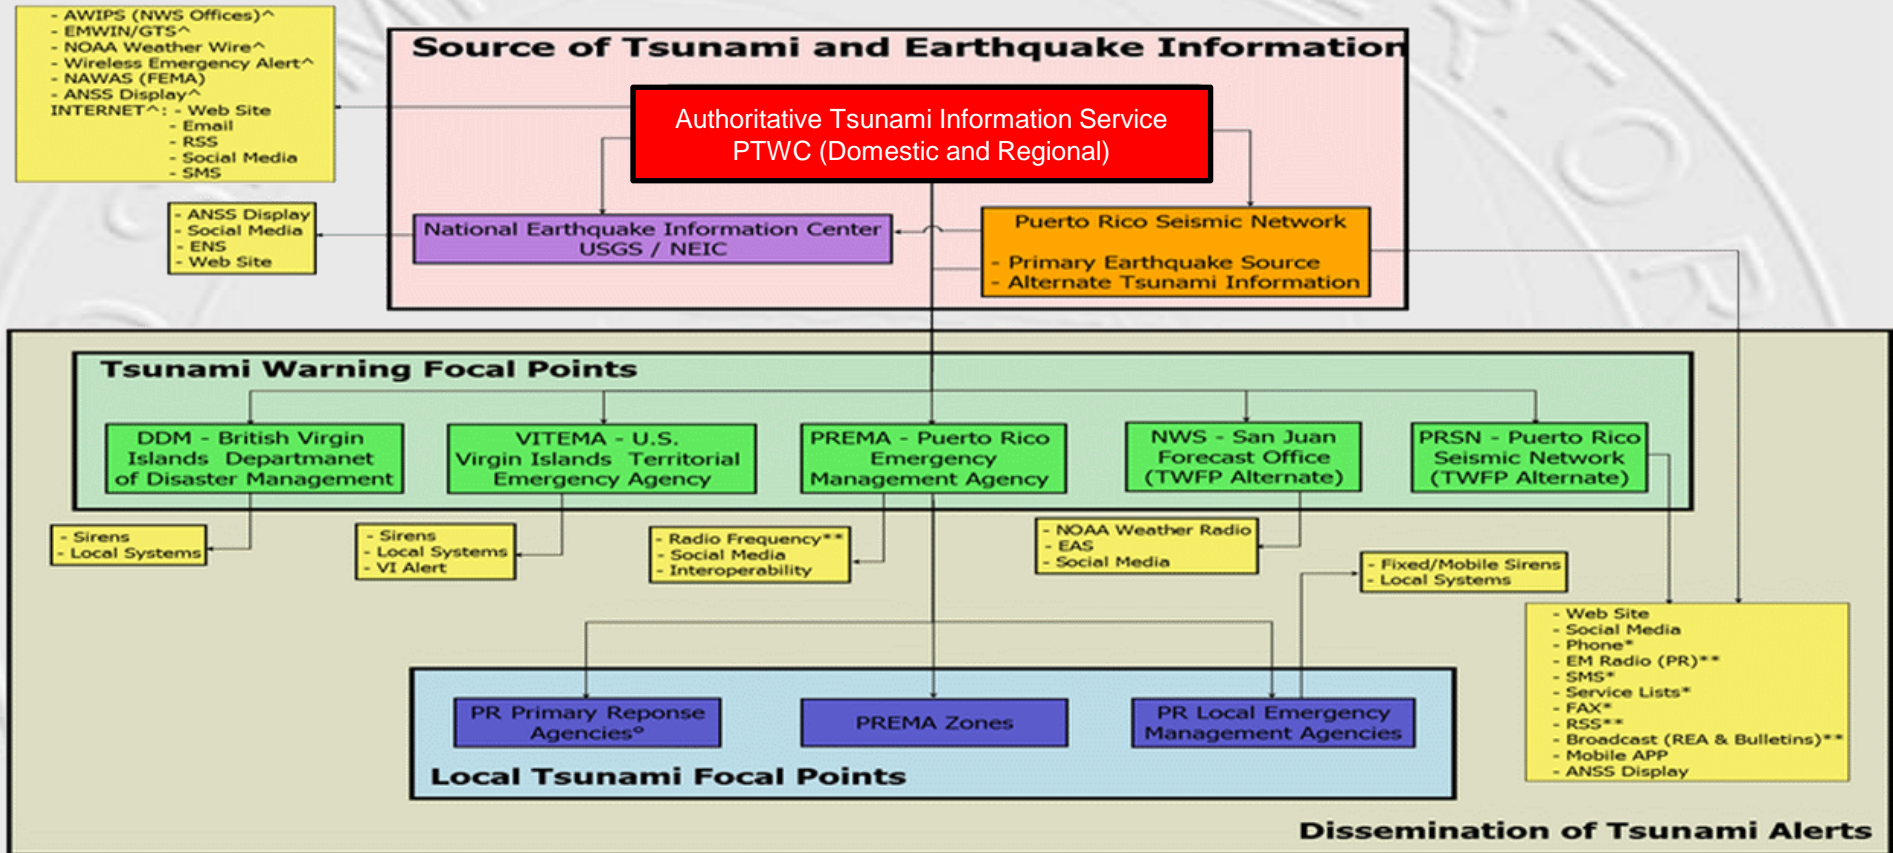 - AWIPS (NWS Offices)^
- EMWIN/GTS^
- NOAA Weather Wire^
- Wireless Emergency Alert^
- NAWAS (FEMA)
- ANSS Display^
INTERNET^: - Web Site
- Email
- RSS
- Social Media
- SMS
Source of Tsunami and Earthquake Information
Authoritative Tsunami Information Service
PTWC (Domestic and Regional)
- ANSS Display
- Social Media
- ENS
- Web Site
National Earthquake Information Center
USGS / NEIC
Puerto Rico Seismic Network
- Primary Earthquake Source
- Alternate Tsunami Information
Tsunami Warning Focal Points
DDM - British Virgin
Islands Departmanet
of Disaster Management
VITEMA - U.S.
Virgin Islands Territorial
Emergency Agency
PREMA - Puerto Rico
Emergency
Management Agency
NWS - San Juan
Forecast Office
(TWFP Alternate)
PRSN - Puerto Rico
Seismic Network
(TWFP Alternate)
- Sirens
- Local Systems
- Sirens
- Local Systems
- VI Alert
- Radio Frequency**
- Social Media
- Interoperability
- NOAA Weather Radio
- EAS
- Social Media
- Fixed/Mobile Sirens
- Local Systems
- Web Site
- Social Media
- Phone*
- EM Radio (PR)**
- SMS*
- Service Lists*
- FAX*
- RSS**
- Broadcast (REA & Bulletins)**
- Mobile APP
- ANSS Display
PR Primary Reponse
Agencies°
PREMA Zones
PR Local Emergency
Management Agencies
Local Tsunami Focal Points
Dissemination of Tsunami Alerts